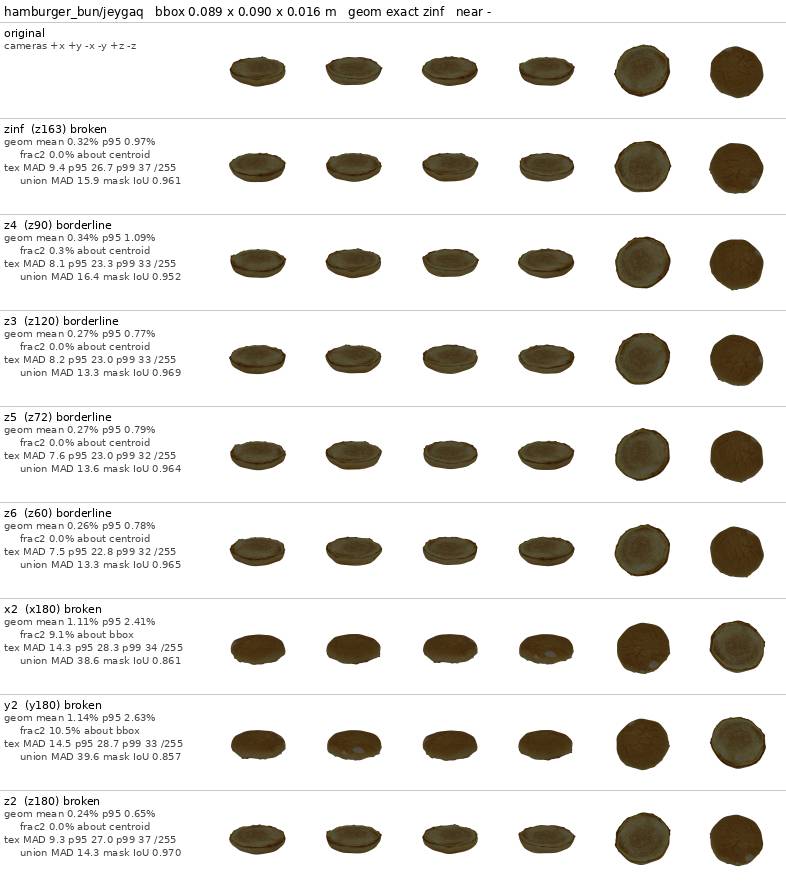 hamburger_bun/jeygaq   bbox 0.089 x 0.090 x 0.016 m   geom exact zinf   near -
original
cameras +x +y -x -y +z -z
zinf  (z163) broken
geom mean 0.32% p95 0.97%
frac2 0.0% about centroid
tex MAD 9.4 p95 26.7 p99 37 /255
union MAD 15.9 mask IoU 0.961
z4  (z90) borderline
geom mean 0.34% p95 1.09%
frac2 0.3% about centroid
tex MAD 8.1 p95 23.3 p99 33 /255
union MAD 16.4 mask IoU 0.952
z3  (z120) borderline
geom mean 0.27% p95 0.77%
frac2 0.0% about centroid
tex MAD 8.2 p95 23.0 p99 33 /255
union MAD 13.3 mask IoU 0.969
z5  (z72) borderline
geom mean 0.27% p95 0.79%
frac2 0.0% about centroid
tex MAD 7.6 p95 23.0 p99 32 /255
union MAD 13.6 mask IoU 0.964
z6  (z60) borderline
geom mean 0.26% p95 0.78%
frac2 0.0% about centroid
tex MAD 7.5 p95 22.8 p99 32 /255
union MAD 13.3 mask IoU 0.965
x2  (x180) broken
geom mean 1.11% p95 2.41%
frac2 9.1% about bbox
tex MAD 14.3 p95 28.3 p99 34 /255
union MAD 38.6 mask IoU 0.861
y2  (y180) broken
geom mean 1.14% p95 2.63%
frac2 10.5% about bbox
tex MAD 14.5 p95 28.7 p99 33 /255
union MAD 39.6 mask IoU 0.857
z2  (z180) broken
geom mean 0.24% p95 0.65%
frac2 0.0% about centroid
tex MAD 9.3 p95 27.0 p99 37 /255
union MAD 14.3 mask IoU 0.970